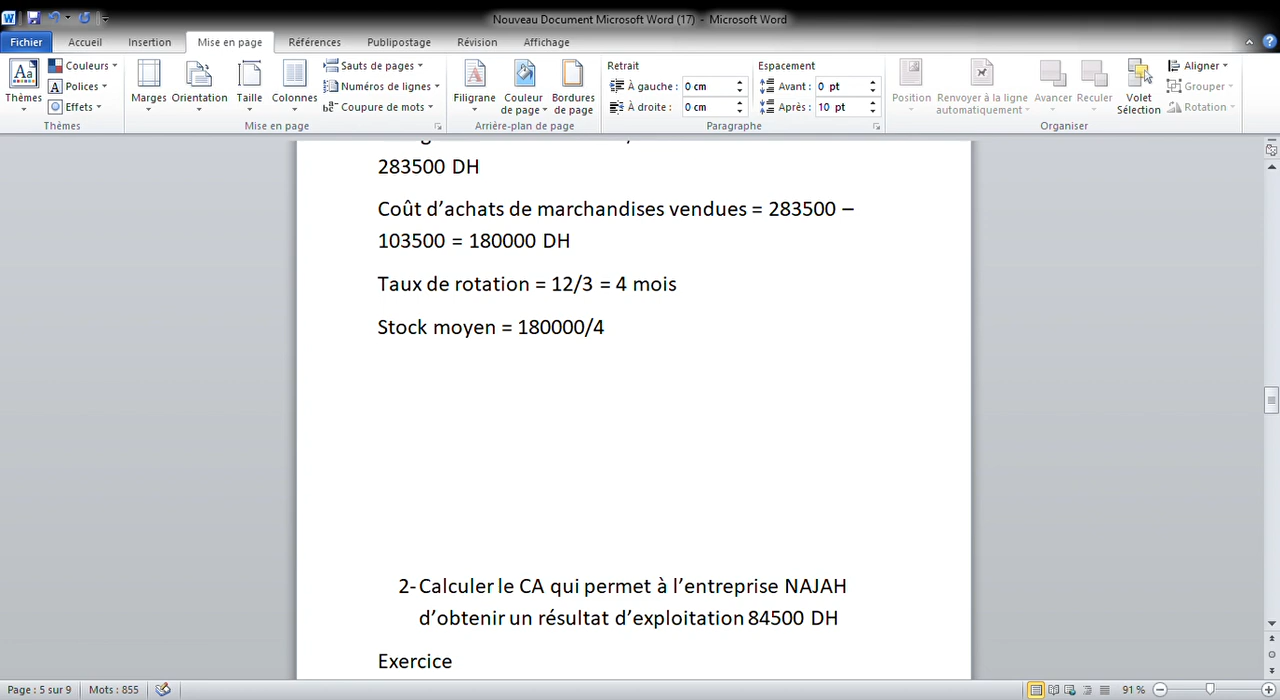 Nouveau Document Microsoft Word (17) - Microsoft Word
Fichier Accueil Insertion Mise en page Références Publipostage Révision Affichage
Thèmes
Couleurs
Polices
Effets
Thèmes
Marges
Orientation
Taille
Colonnes
Sauts de pages
Numéros de lignes
Coupure de mots
Mise en page
Filigrane
Couleur
de page
Bordures
de page
Arrière-plan de page
Retrait
À gauche : 0 cm
À droite : 0 cm
Espacement
Avant : 0 pt
Après : 10 pt
Paragraphe
Position
Renvoyer à la ligne
automatiquement
Avancer
Reculer
Volet
Sélection
Aligner
Grouper
Rotation
Organiser
283500 DH
Coût d’achats de marchandises vendues = 283500 –
103500 = 180000 DH
Taux de rotation = 12/3 = 4 mois
Stock moyen = 180000/4
2- Calculer le CA qui permet à l’entreprise NAJAH
d’obtenir un résultat d’exploitation 84500 DH
Exercice
Page : 5 sur 9 Mots : 855 91 %